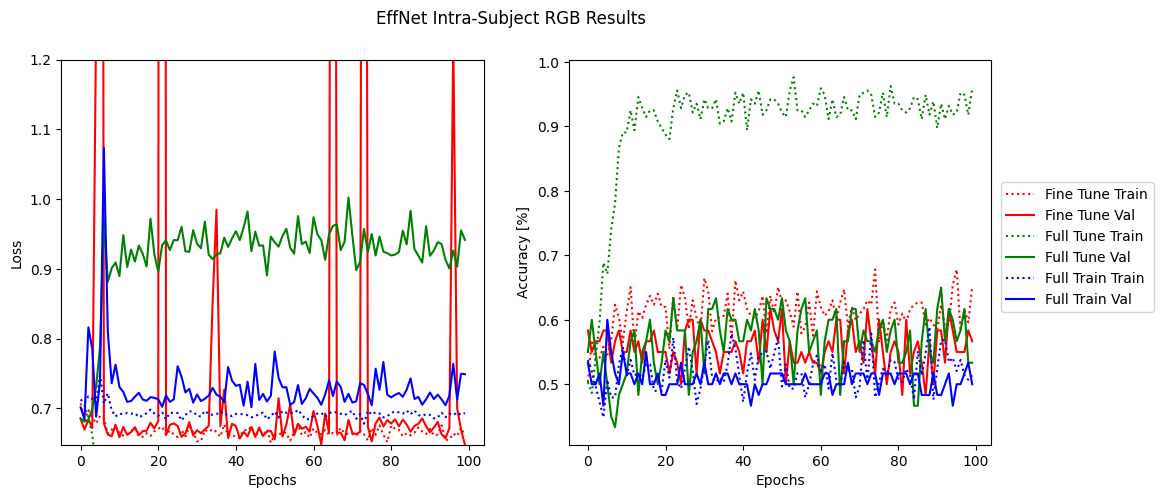 EffNet Intra-Subject RGB Results
1.2
1.1
1.0
0.9
0.8
0.7
Loss
0
20
40
60
80
100
Epochs
1.0
0.9
0.8
0.7
0.6
0.5
Accuracy [%]
0
20
40
60
80
100
Epochs
Fine Tune Train
Fine Tune Val
Full Tune Train
Full Tune Val
Full Train Train
Full Train Val